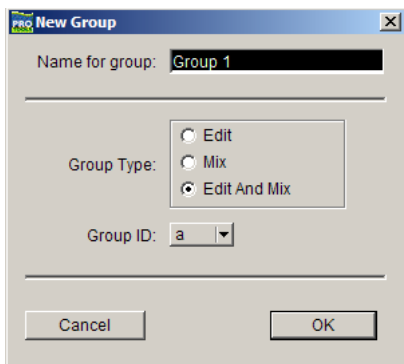 PRO TOOLS New Group
Name for group: Group 1
Edit
Group Type: Mix
Edit And Mix
Group ID: a
Cancel OK